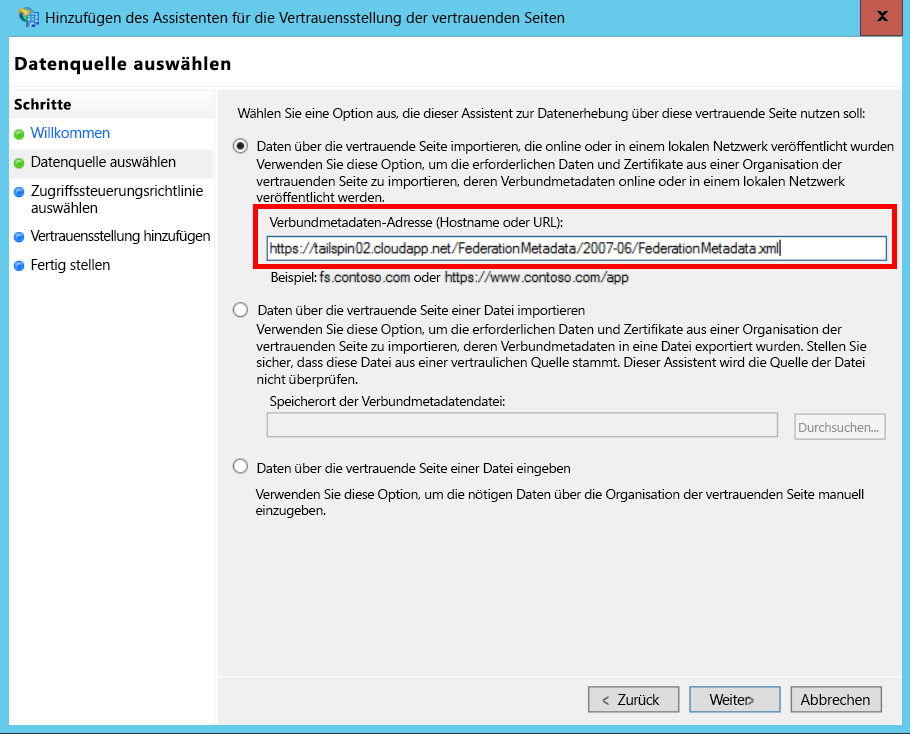 Hinzufügen des Assistenten für die Vertrauensstellung der vertrauenden Seiten
x
Datenquelle auswählen
Schritte
Willkommen
Datenquelle auswählen
Zugriffssteuerungsrichtlinie
auswählen
Vertrauensstellung hinzufügen
Fertig stellen
Wählen Sie eine Option aus, die dieser Assistent zur Datenerhebung über diese vertrauende Seite nutzen soll:
Daten über die vertrauende Seite importieren, die online oder in einem lokalen Netzwerk veröffentlicht wurden
Verwenden Sie diese Option, um die erforderlichen Daten und Zertifikate aus einer Organisation der
vertrauenden Seite zu importieren, deren Verbundmetadaten online oder in einem lokalen Netzwerk
veröffentlicht werden.
Verbundmetadaten-Adresse (Hostname oder URL):
https://tailspin02.cloudapp.net/FederationMetadata/2007-06/FederationMetadata.xml
Beispiel: fs.contoso.com oder https://www.contoso.com/app
Daten über die vertrauende Seite einer Datei importieren
Verwenden Sie diese Option, um die erforderlichen Daten und Zertifikate aus einer Organisation der
vertrauenden Seite zu importieren, deren Verbundmetadaten in eine Datei exportiert wurden. Stellen Sie
sicher, dass diese Datei aus einer vertraulichen Quelle stammt. Dieser Assistent wird die Quelle der Datei
nicht überprüfen.
Speicherort der Verbundmetadatendatei:
Durchsuchen...
Daten über die vertrauende Seite einer Datei eingeben
Verwenden Sie diese Option, um die nötigen Daten über die Organisation der vertrauenden Seite manuell
einzugeben.
< Zurück
Weiter>
Abbrechen